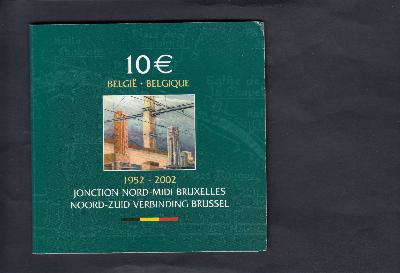 10€
BELGIË · BELGIQUE
1952 - 2002
JONCTION NORD-MIDI BRUXELLES
NOORD-ZUID VERBINDING BRUSSEL